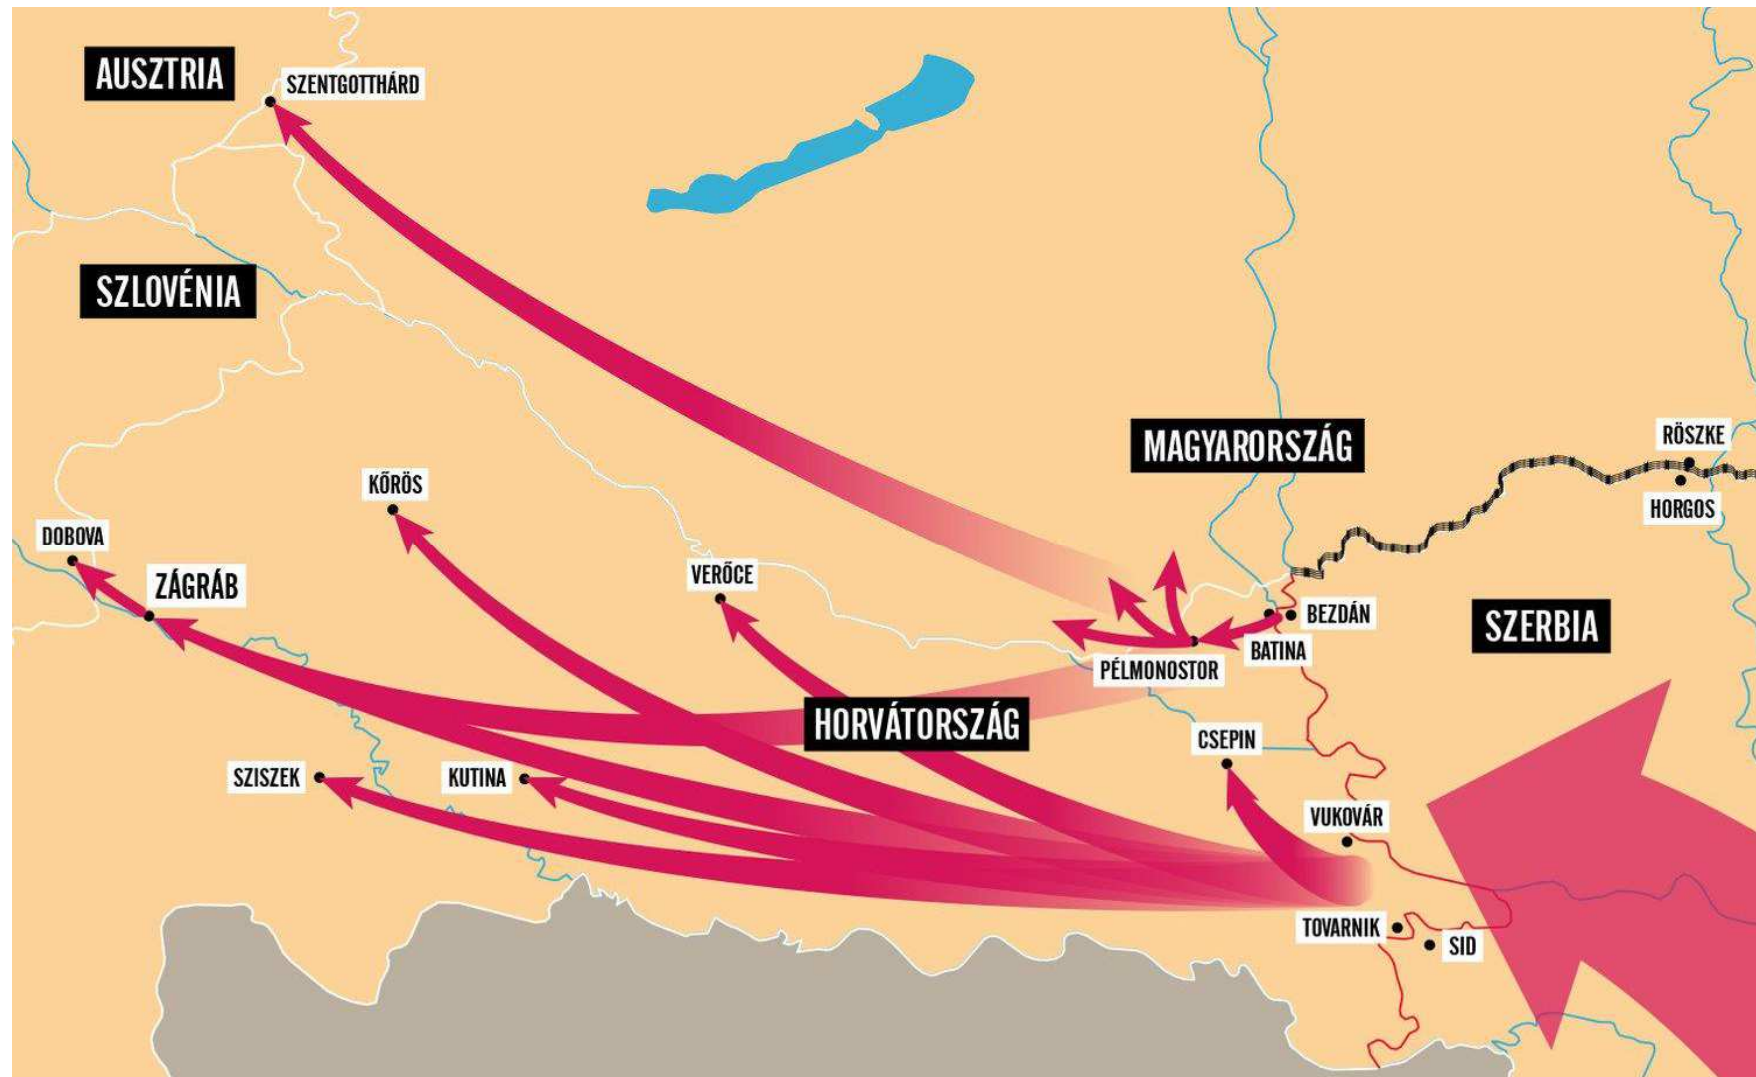 AUSZTRIA
SZENTGOTTHÁRD
SZLOVÉNIA
MAGYARORSZÁG
RÖSZKE
HORGOS
KŐRÖS
DOBOVA
ZÁGRÁB
VERŐCE
BEZDÁN
SZERBIA
BATINA
PÉLMONOSTOR
HORVÁTORSZÁG
CSEPIN
SZISZEK
KUTINA
VUKOVÁR
TOVARNIK
SID